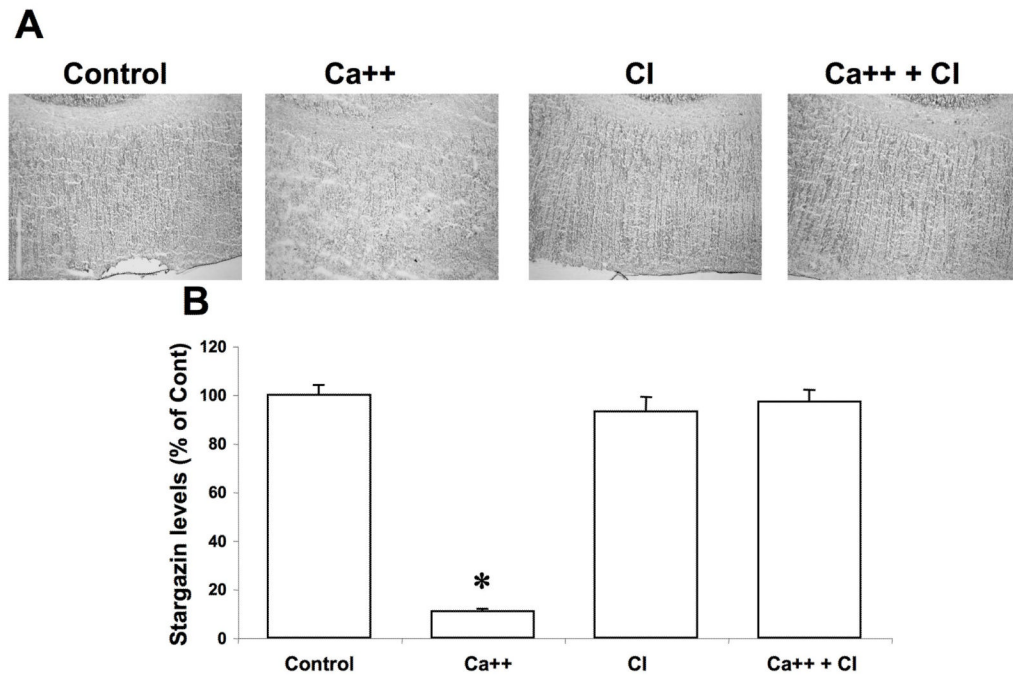 A
Control
Ca++
CI
Ca++ + CI
B
Stargazin levels (% of Cont)
120
100
80
60
40
20
0
*
Control
Ca++
CI
Ca++ + CI